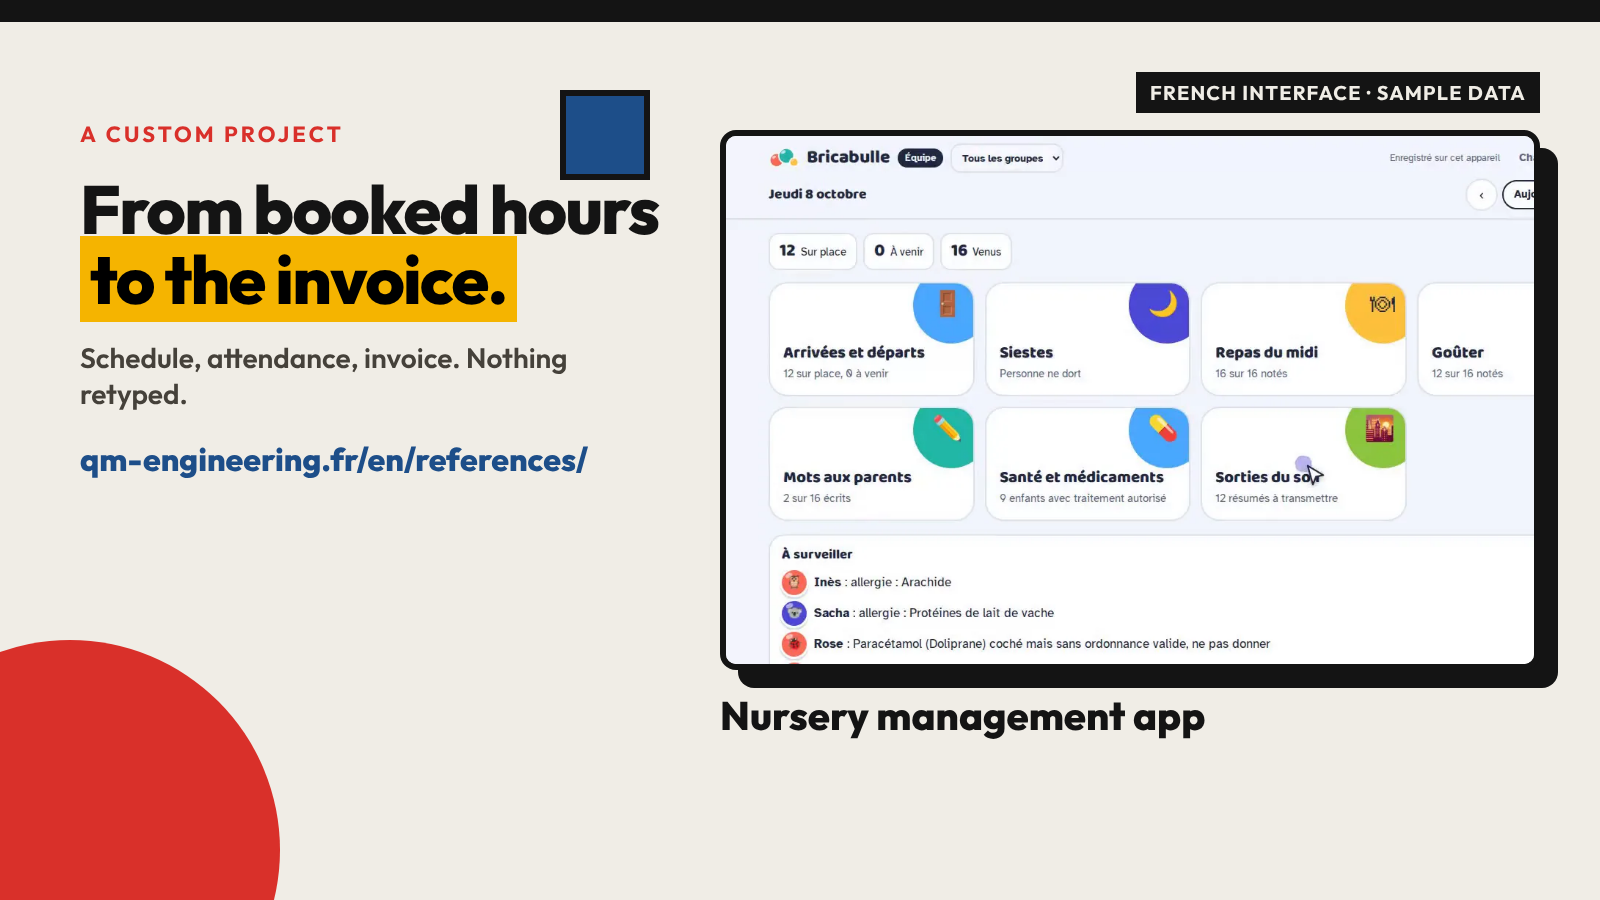 A CUSTOM PROJECT
From booked hours
to the invoice.
Schedule, attendance, invoice. Nothing
retyped.
qm-engineering.fr/en/references/
FRENCH INTERFACE · SAMPLE DATA
Bricabulle Équipe Tous les groupes Enregistré sur cet appareil
Jeudi 8 octobre
12 Sur place 0 À venir 16 Venus
Arrivées et départs
12 sur place, 0 à venir
Siestes
Personne ne dort
Repas du midi
16 sur 16 notés
Goûter
12 sur 16 notés
Mots aux parents
2 sur 16 écrits
Santé et médicaments
9 enfants avec traitement autorisé
Sorties du soir
12 résumés à transmettre
À surveiller
Inès : allergie : Arachide
Sacha : allergie : Protéines de lait de vache
Rose : Paracétamol (Doliprane) coché mais sans ordonnance valide, ne pas donner
Nursery management app